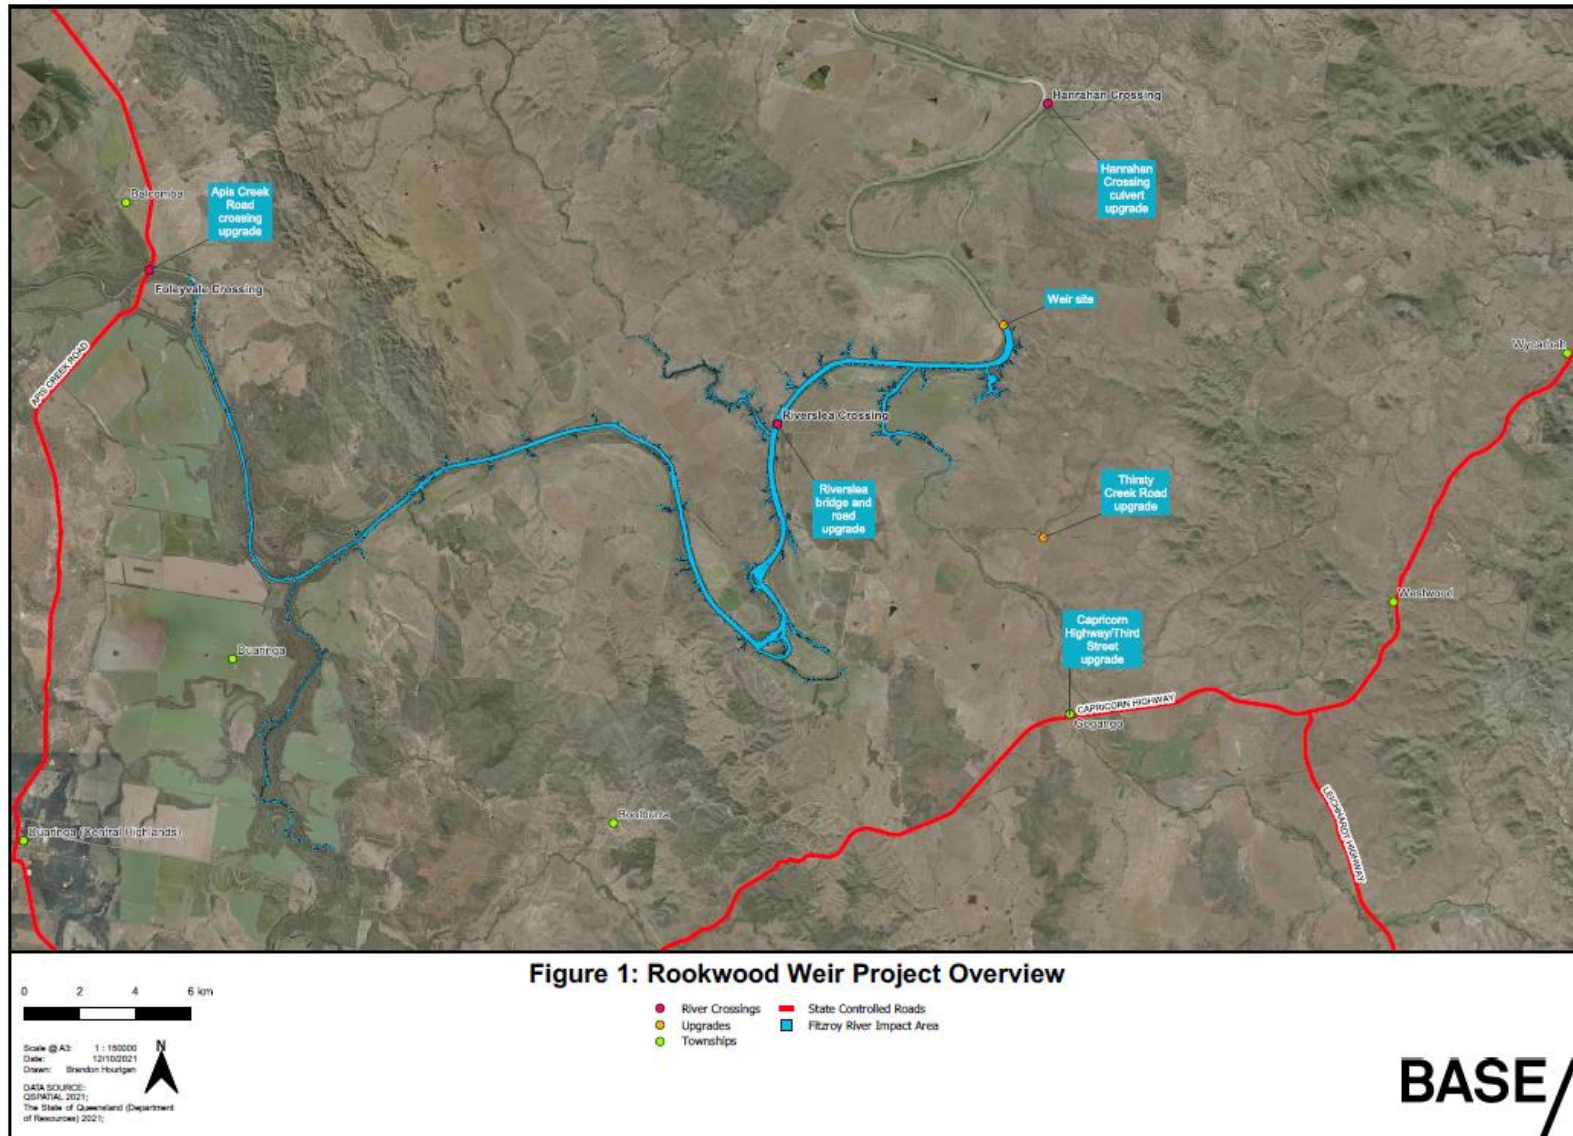 Hanrahan Crossing
Hanrahan
Crossing
culvert
upgrade
Apis Creek
Road
crossing
upgrade
Balcomba
Foleyvale Crossing
Weir site
Wycarbah
APIS CREEK ROAD
Riverslea Crossing
Thirsty
Creek Road
upgrade
Riverslea
bridge and
road
upgrade
Westwood
Capricorn
Highway/Third
Street
upgrade
Duaringa
CAPRICORN HIGHWAY
Gogango
Boolburra
Duaringa (Central Highlands)
LEICHHARDT HIGHWAY
Figure 1: Rookwood Weir Project Overview
0 2 4 6 km
River Crossings
Upgrades
Townships
State Controlled Roads
Fitzroy River Impact Area
Scale @ A3: 1 : 150000
Date: 12/10/2021
Drawn: Brandon Hourigan
N
DATA SOURCE:
QSPATIAL 2021;
The State of Queensland (Department
of Resources) 2021;
BASE/